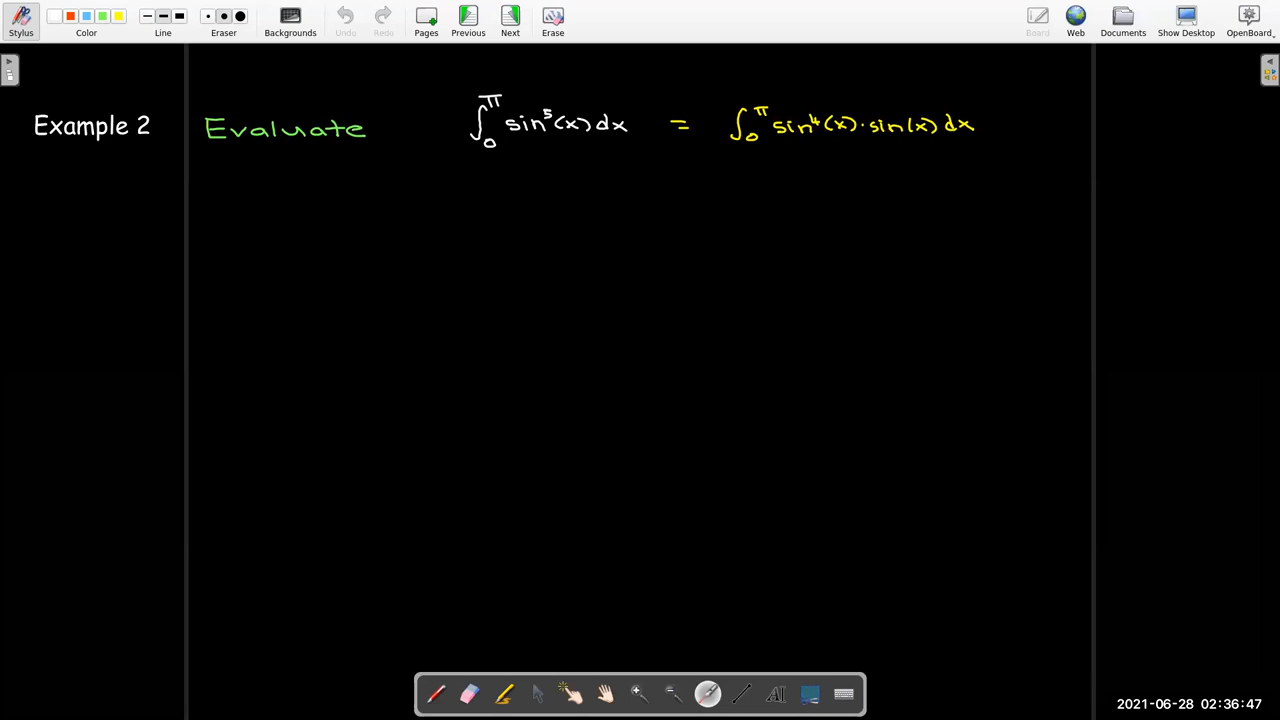 Stylus Color Line Eraser Backgrounds Undo Redo Pages Previous Next Erase Board Web Documents Show Desktop OpenBoard
Example 2 Evaluate ∫₀^π sin⁵(x) dx = ∫₀^π sin⁴(x)·sin(x) dx
AI
2021-06-28 02:36:47